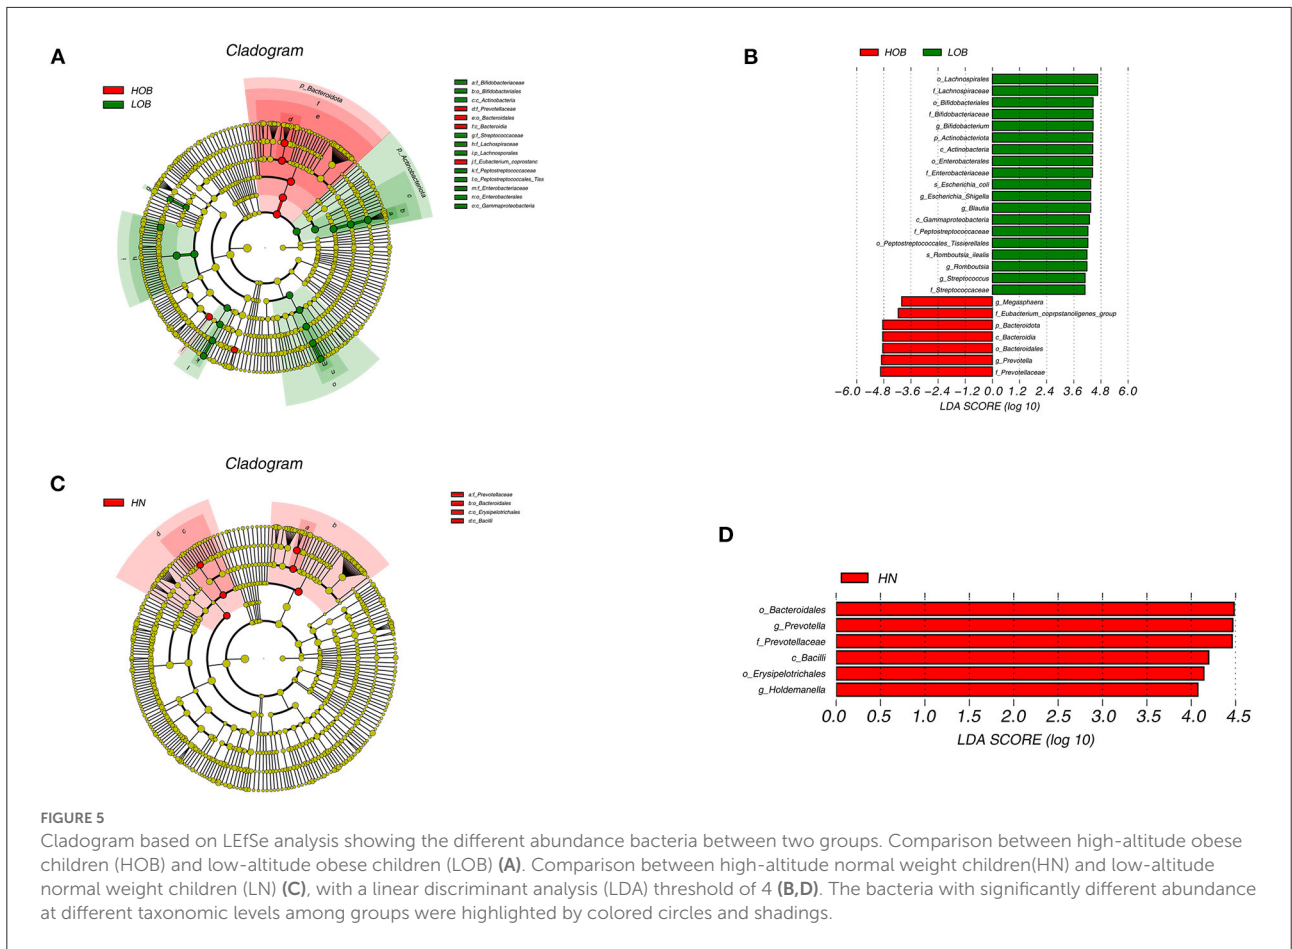 A
Cladogram
HOB
LOB
p_Bacteroidota
f
e
d
p_Actinobacteriota
c
b
a
g
i
h
j
k
l
m
n
o
a:f_Bifidobacteriaceae
b:o_Bifidobacteriales
c:c_Actinobacteria
d:f_Prevotellaceae
e:o_Bacteroidales
f:c_Bacteroidia
g:f_Streptococcaceae
h:f_Lachospiraceae
i:p_Lachnosporales
j:f_Eubacterium_coprostanc
k:f_Peptostreptococcaceae
l:o_Peptostreptococcales_Tiss
m:f_Enterobacteriaceae
n:o_Enterobacterales
o:c_Gammaproteobacteria
B
HOB
LOB
o_Lachnospirales
f_Lachnospiraceae
o_Bifidobacteriales
f_Bifidobacteriaceae
g_Bifidobacterium
p_Actinobacteriota
c_Actinobacteria
o_Enterobacterales
f_Enterobacteriaceae
s_Escherichia_coli
g_Escherichia_Shigella
g_Blautia
c_Gammaproteobacteria
f_Peptostreptococcaceae
o_Peptostreptococcales_Tissierellales
s_Romboutsia_ilealis
g_Romboutsia
g_Streptococcus
f_Streptococcaceae
g_Megasphaera
f_Eubacterium_coprpstanoligenes_group
p_Bacteroidota
c_Bacteroidia
o_Bacteroidales
g_Prevotella
f_Prevotellaceae
−6.0 −4.8 −3.6 −2.4 −1.2 0.0 1.2 2.4 3.6 4.8 6.0
LDA SCORE (log 10)
C
Cladogram
HN
d
c
a
b
a:f_Prevotellaceae
b:o_Bacteroidales
c:o_Erysipelotrichales
d:c_Bacilli
D
HN
o_Bacteroidales
g_Prevotella
f_Prevotellaceae
c_Bacilli
o_Erysipelotrichales
g_Holdemanella
0.0 0.5 1.0 1.5 2.0 2.5 3.0 3.5 4.0 4.5
LDA SCORE (log 10)
FIGURE 5
Cladogram based on LEfSe analysis showing the different abundance bacteria between two groups. Comparison between high-altitude obese
children (HOB) and low-altitude obese children (LOB) (A). Comparison between high-altitude normal weight children(HN) and low-altitude
normal weight children (LN) (C), with a linear discriminant analysis (LDA) threshold of 4 (B,D). The bacteria with significantly different abundance
at different taxonomic levels among groups were highlighted by colored circles and shadings.